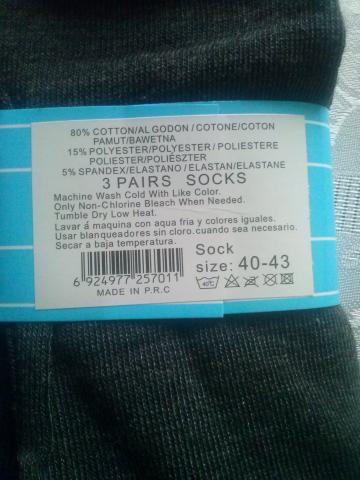 80% COTTON/ALGODON/COTONE/COTON
PAMUT/BAWETNA
15% POLYESTER/POLYESTER/POLIESTERE
POLIESTER/POLIÉSZTER
5% SPANDEX/ELASTANO/ELASTAN/ELASTANE
3 PAIRS SOCKS
Machine Wash Cold With Like Color.
Only Non-Chlorine Bleach When Needed.
Tumble Dry Low Heat.
Lavar á maquina con aqua fria y colores iguales.
Usar blanqueadores sin cloro.cuando sea necesario.
Secar a baja temperatura.
Sock
size: 40-43
6 924977 257011
40℃
MADE IN P.R.C